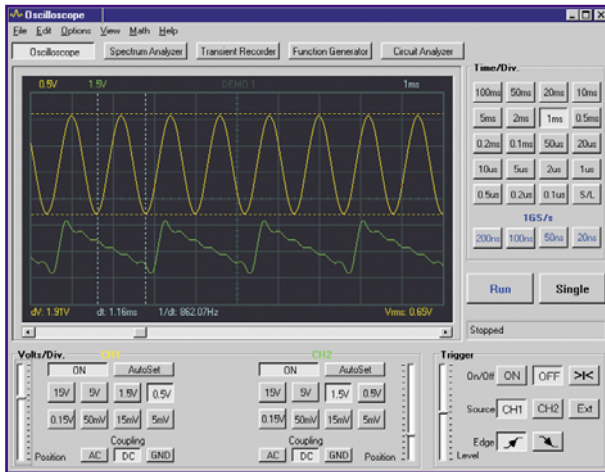 Oscilloscope
File Edit Options View Math Help
Oscilloscope Spectrum Analyzer Transient Recorder Function Generator Circuit Analyzer
0.5V 1.5V DEMO 1 1ms
dV: 1.91V dt: 1.16ms 1/dt: 862.07Hz Vrms: 0.65V
Time/Div.
100ms 50ms 20ms 10ms
5ms 2ms 1ms 0.5ms
0.2ms 0.1ms 50us 20us
10us 5us 2us 1us
0.5us 0.2us 0.1us S/L
1GS/s
200ns 100ns 50ns 20ns
Run Single
Stopped
Volts/Div. CH1
ON AutoSet
15V 5V 1.5V 0.5V
0.15V 50mV 15mV 5mV
Coupling
Position AC DC GND
CH2
ON AutoSet
15V 5V 1.5V 0.5V
0.15V 50mV 15mV 5mV
Coupling
AC DC GND Position
Trigger
On/Off ON OFF
Source CH1 CH2 Ext
Edge
Level